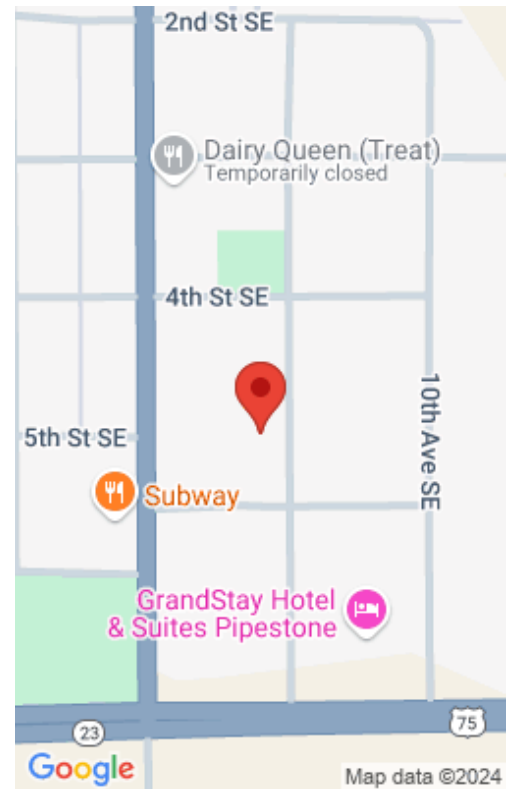 2nd St SE
Dairy Queen (Treat)
Temporarily closed
4th St SE
10th Ave SE
5th St SE
Subway
GrandStay Hotel
& Suites Pipestone
75
23
Google
Map data ©2024